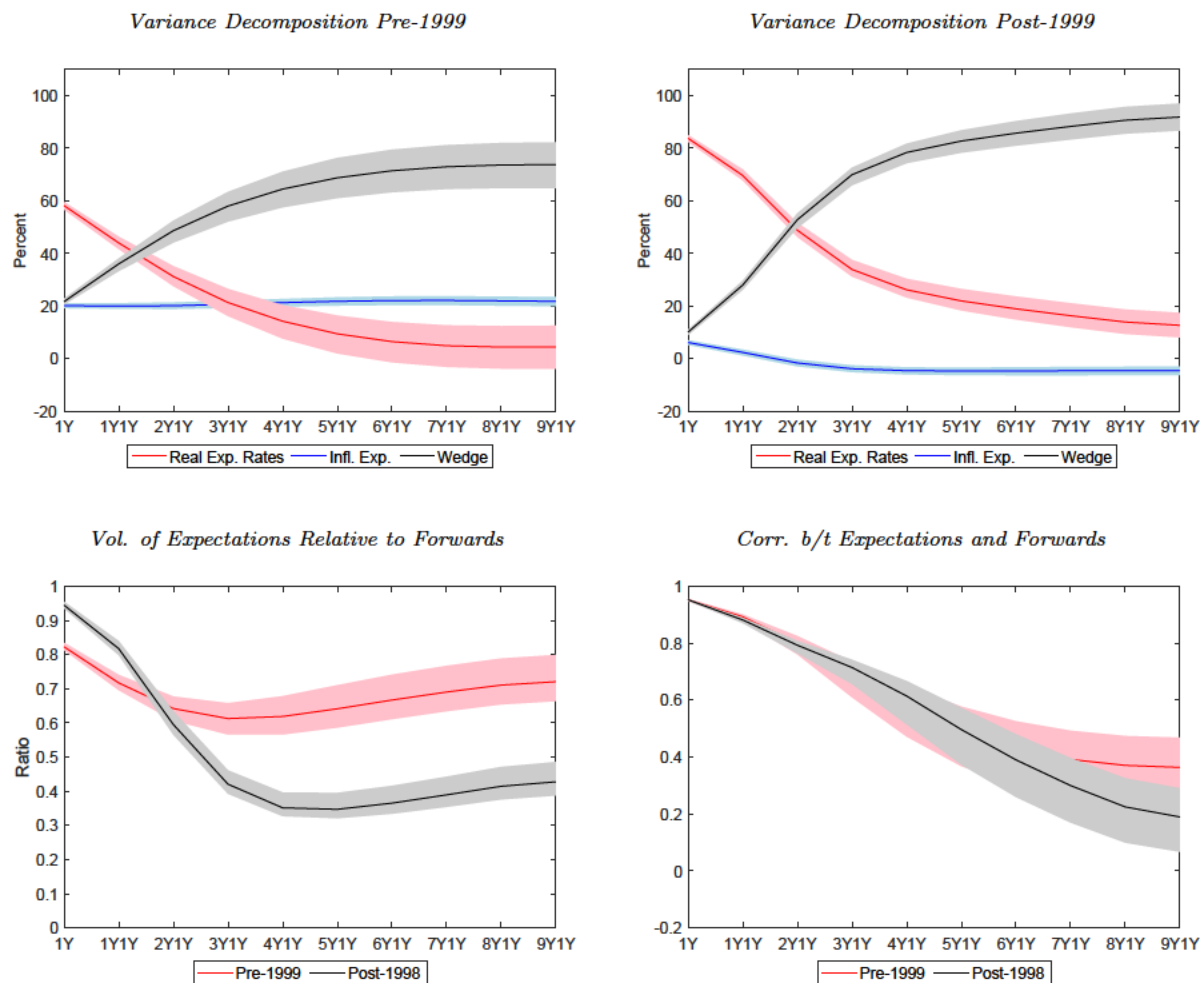 Variance Decomposition Pre-1999
Percent
100
80
60
40
20
0
-20
1Y 1Y1Y 2Y1Y 3Y1Y 4Y1Y 5Y1Y 6Y1Y 7Y1Y 8Y1Y 9Y1Y
Real Exp. Rates Infl. Exp. Wedge
Variance Decomposition Post-1999
Percent
100
80
60
40
20
0
-20
1Y 1Y1Y 2Y1Y 3Y1Y 4Y1Y 5Y1Y 6Y1Y 7Y1Y 8Y1Y 9Y1Y
Real Exp. Rates Infl. Exp. Wedge
Vol. of Expectations Relative to Forwards
Ratio
1
0.9
0.8
0.7
0.6
0.5
0.4
0.3
0.2
0.1
0
1Y 1Y1Y 2Y1Y 3Y1Y 4Y1Y 5Y1Y 6Y1Y 7Y1Y 8Y1Y 9Y1Y
Pre-1999 Post-1998
Corr. b/t Expectations and Forwards
1
0.8
0.6
0.4
0.2
0
-0.2
1Y 1Y1Y 2Y1Y 3Y1Y 4Y1Y 5Y1Y 6Y1Y 7Y1Y 8Y1Y 9Y1Y
Pre-1999 Post-1998